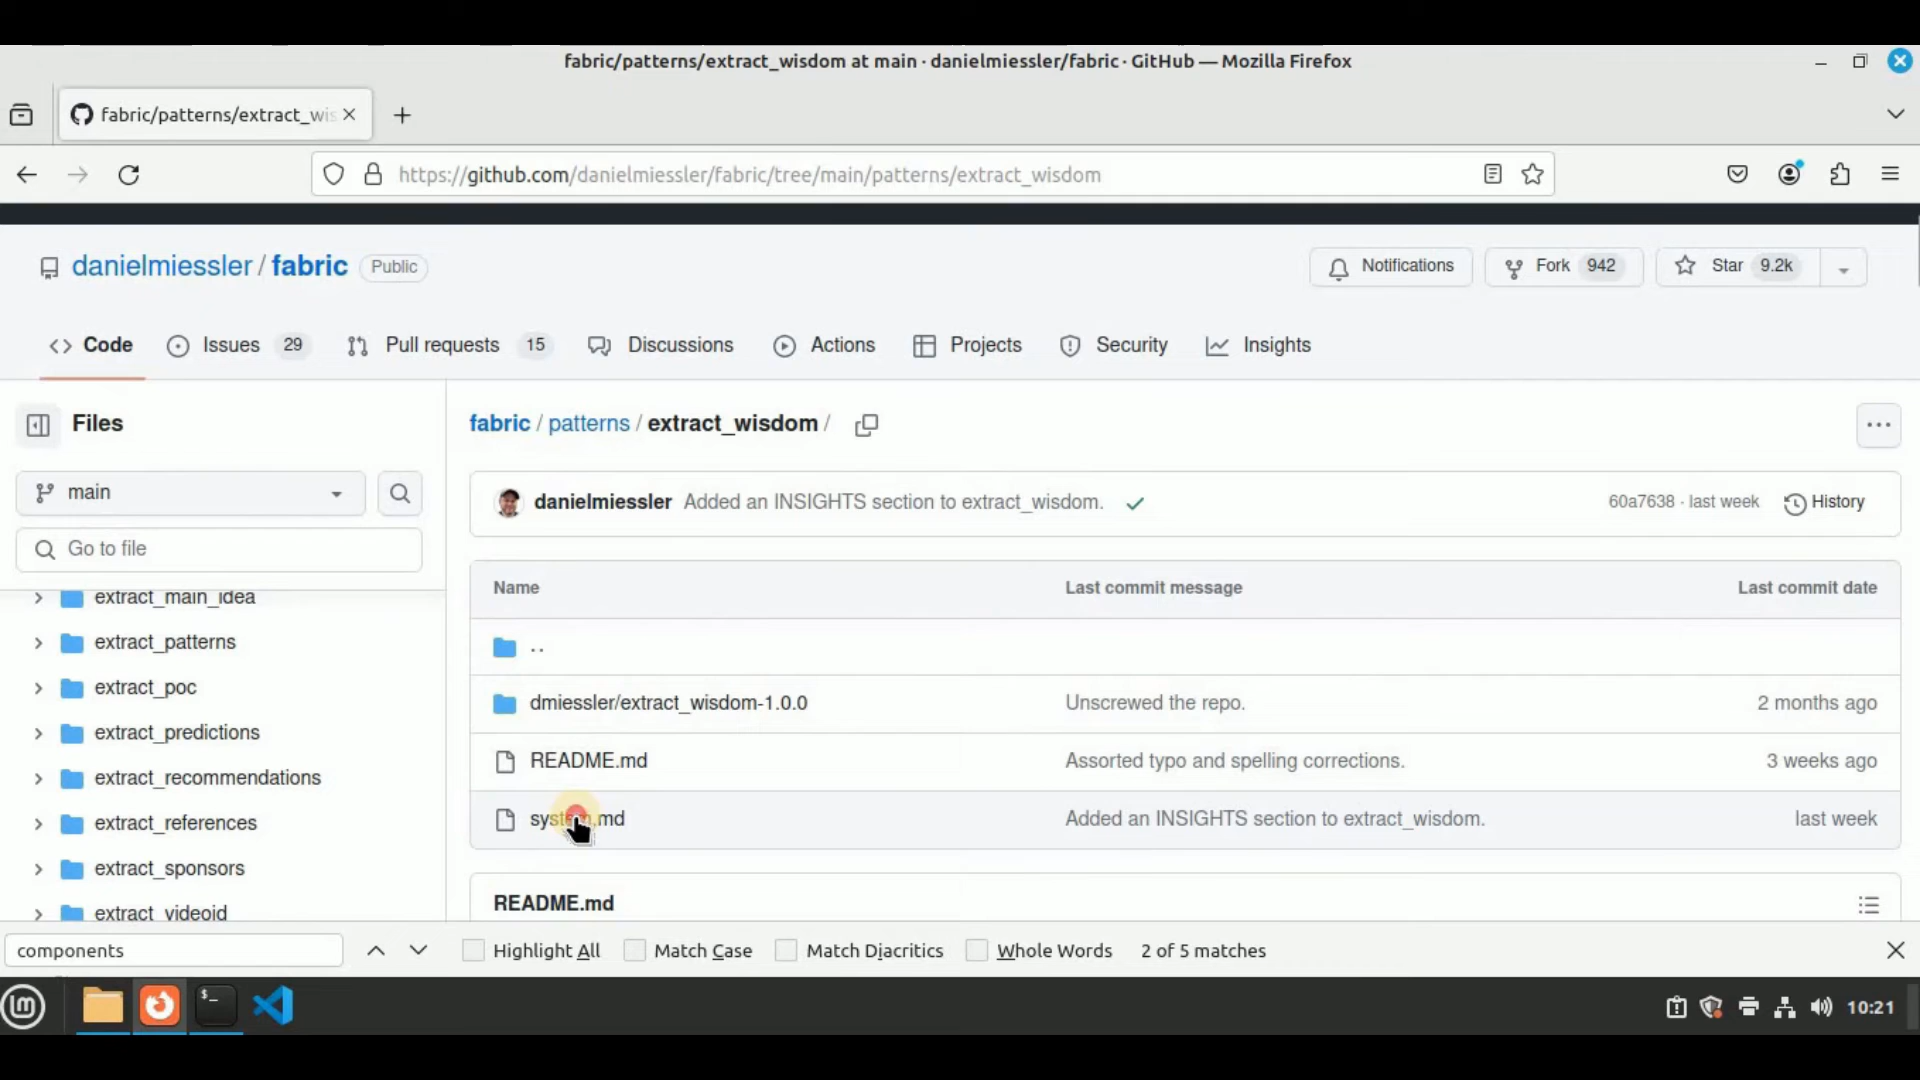 fabric/patterns/extract_wisdom at main · danielmiessler/fabric · GitHub — Mozilla Firefox
fabric/patterns/extract_wis
https://github.com/danielmiessler/fabric/tree/main/patterns/extract_wisdom
danielmiessler / fabric Public
Notifications Fork 942 Star 9.2k
Code Issues 29 Pull requests 15 Discussions Actions Projects Security Insights
Files
main
Go to file
extract_main_idea
extract_patterns
extract_poc
extract_predictions
extract_recommendations
extract_references
extract_sponsors
extract_videoid
fabric / patterns / extract_wisdom /
danielmiessler Added an INSIGHTS section to extract_wisdom. 60a7638 · last week History
Name Last commit message Last commit date
..
dmiessler/extract_wisdom-1.0.0 Unscrewed the repo. 2 months ago
README.md Assorted typo and spelling corrections. 3 weeks ago
system.md Added an INSIGHTS section to extract_wisdom. last week
README.md
components Highlight All Match Case Match Diacritics Whole Words 2 of 5 matches
10:21